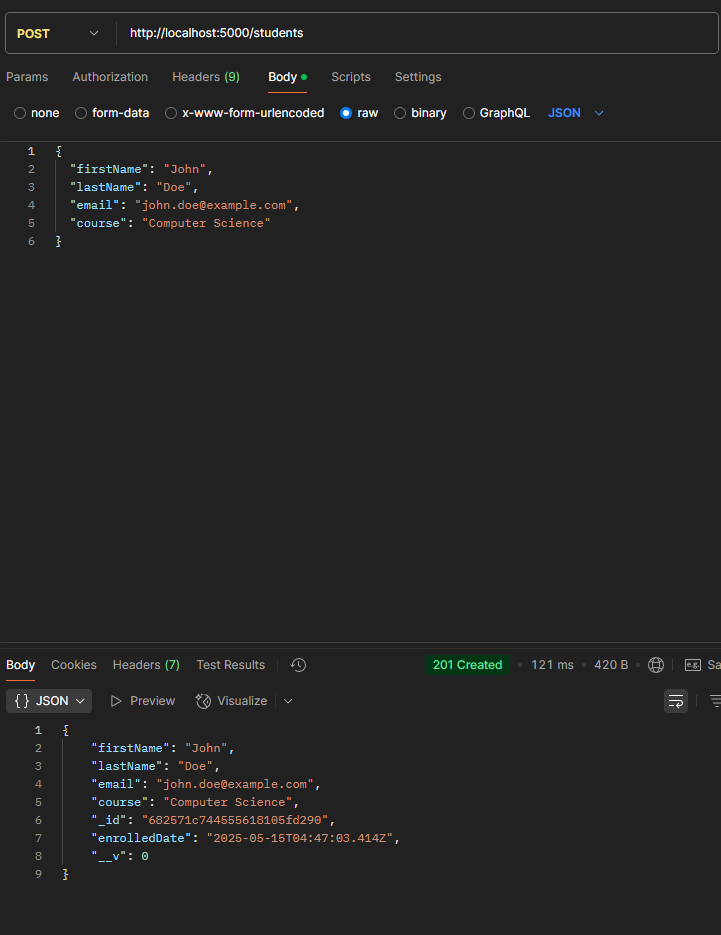 POST http://localhost:5000/students
Params Authorization Headers (9) Body Scripts Settings
none form-data x-www-form-urlencoded raw binary GraphQL JSON
1 {
2 "firstName": "John",
3 "lastName": "Doe",
4 "email": "john.doe@example.com",
5 "course": "Computer Science"
6 }
Body Cookies Headers (7) Test Results 201 Created 121 ms 420 B e.g. Sa
{} JSON Preview Visualize
1 {
2 "firstName": "John",
3 "lastName": "Doe",
4 "email": "john.doe@example.com",
5 "course": "Computer Science",
6 "_id": "682571c744555618105fd290",
7 "enrolledDate": "2025-05-15T04:47:03.414Z",
8 "__v": 0
9 }